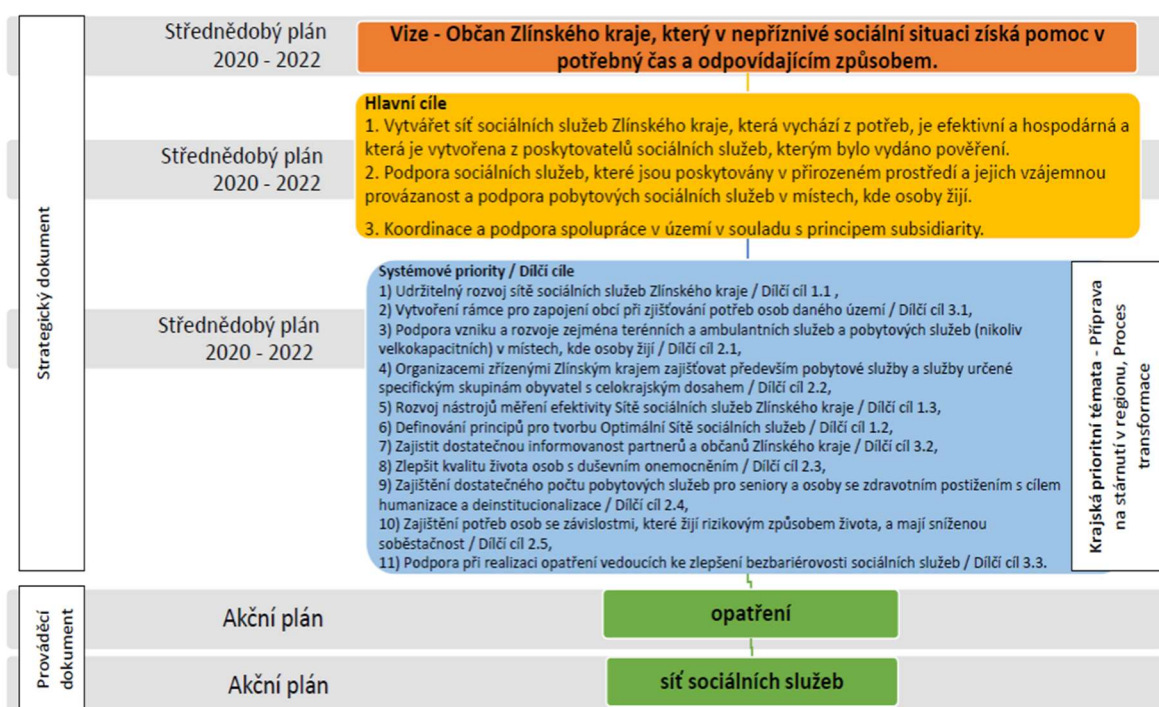 Strategický dokument
Střednědobý plán
2020 - 2022
Vize - Občan Zlínského kraje, který v nepříznivé sociální situaci získá pomoc v
potřebný čas a odpovídajícím způsobem.
Střednědobý plán
2020 - 2022
Hlavní cíle
1. Vytvářet síť sociálních služeb Zlínského kraje, která vychází z potřeb, je efektivní a hospodárná a
která je vytvořena z poskytovatelů sociálních služeb, kterým bylo vydáno pověření.
2. Podpora sociálních služeb, které jsou poskytovány v přirozeném prostředí a jejich vzájemnou
provázanost a podpora pobytových sociálních služeb v místech, kde osoby žijí.
3. Koordinace a podpora spolupráce v území v souladu s principem subsidiarity.
Střednědobý plán
2020 - 2022
Systémové priority / Dílčí cíle
1) Udržitelný rozvoj sítě sociálních služeb Zlínského kraje / Dílčí cíl 1.1 ,
2) Vytvoření rámce pro zapojení obcí při zjišťování potřeb osob daného území / Dílčí cíl 3.1,
3) Podpora vzniku a rozvoje zejména terénních a ambulantních služeb a pobytových služeb (nikoliv
velkokapacitních) v místech, kde osoby žijí / Dílčí cíl 2.1,
4) Organizacemi zřízenými Zlínským krajem zajišťovat především pobytové služby a služby určené
specifickým skupinám obyvatel s celokrajským dosahem / Dílčí cíl 2.2,
5) Rozvoj nástrojů měření efektivity Sítě sociálních služeb Zlínského kraje / Dílčí cíl 1.3,
6) Definování principů pro tvorbu Optimální Sítě sociálních služeb / Dílčí cíl 1.2,
7) Zajistit dostatečnou informovanost partnerů a občanů Zlínského kraje / Dílčí cíl 3.2,
8) Zlepšit kvalitu života osob s duševním onemocněním / Dílčí cíl 2.3,
9) Zajištění dostatečného počtu pobytových služeb pro seniory a osoby se zdravotním postižením s cílem
humanizace a deinstitucionalizace / Dílčí cíl 2.4,
10) Zajištění potřeb osob se závislostmi, které žijí rizikovým způsobem života, a mají sníženou
soběstačnost / Dílčí cíl 2.5,
11) Podpora při realizaci opatření vedoucích ke zlepšení bezbariérovosti sociálních služeb / Dílčí cíl 3.3.
Krajská prioritní témata - Příprava
na stárnutí v regionu, Proces
transformace
Prováděcí
dokument
Akční plán
opatření
Akční plán
síť sociálních služeb